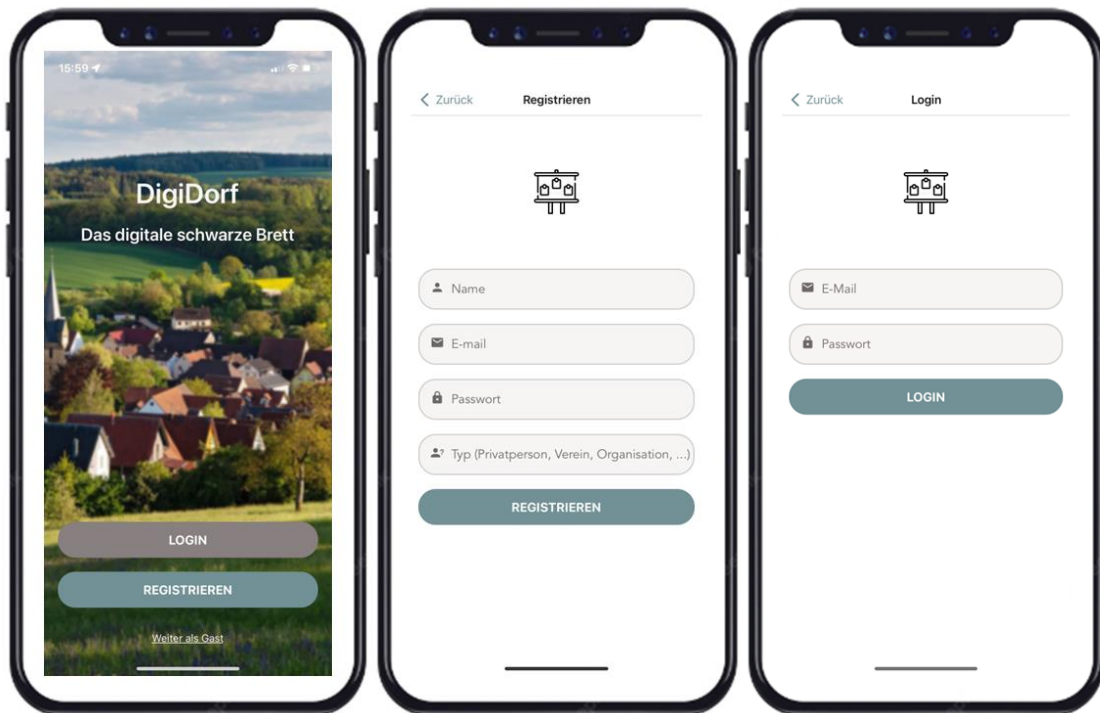 15:59
DigiDorf
Das digitale schwarze Brett
LOGIN
REGISTRIEREN
Weiter als Gast
Zurück
Registrieren
Name
E-mail
Passwort
Typ (Privatperson, Verein, Organisation, ...)
REGISTRIEREN
Zurück
Login
E-Mail
Passwort
LOGIN